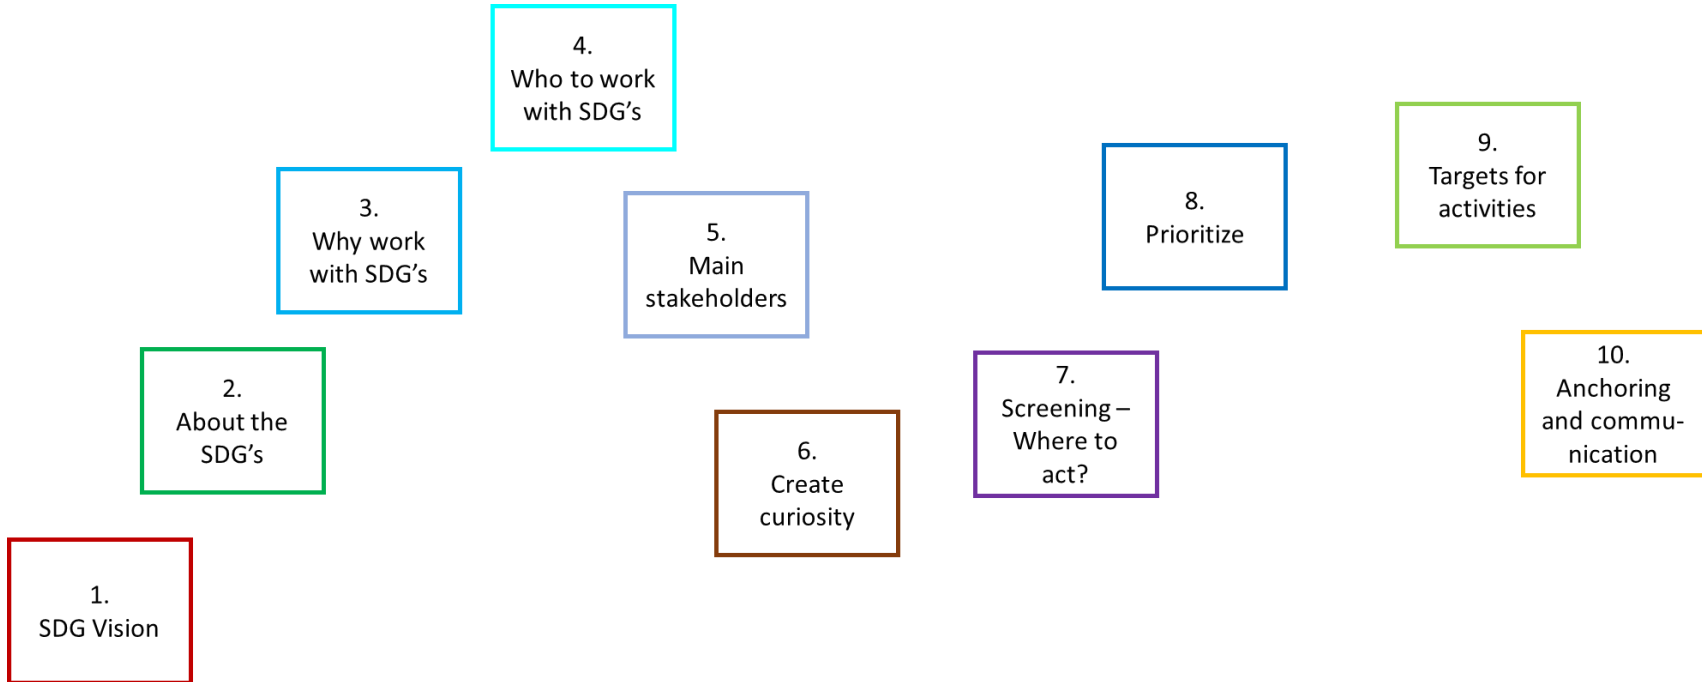 1.
SDG Vision
2.
About the
SDG’s
3.
Why work
with SDG’s
4.
Who to work
with SDG’s
5.
Main
stakeholders
6.
Create
curiosity
7.
Screening –
Where to
act?
8.
Prioritize
9.
Targets for
activities
10.
Anchoring
and commu-
nication